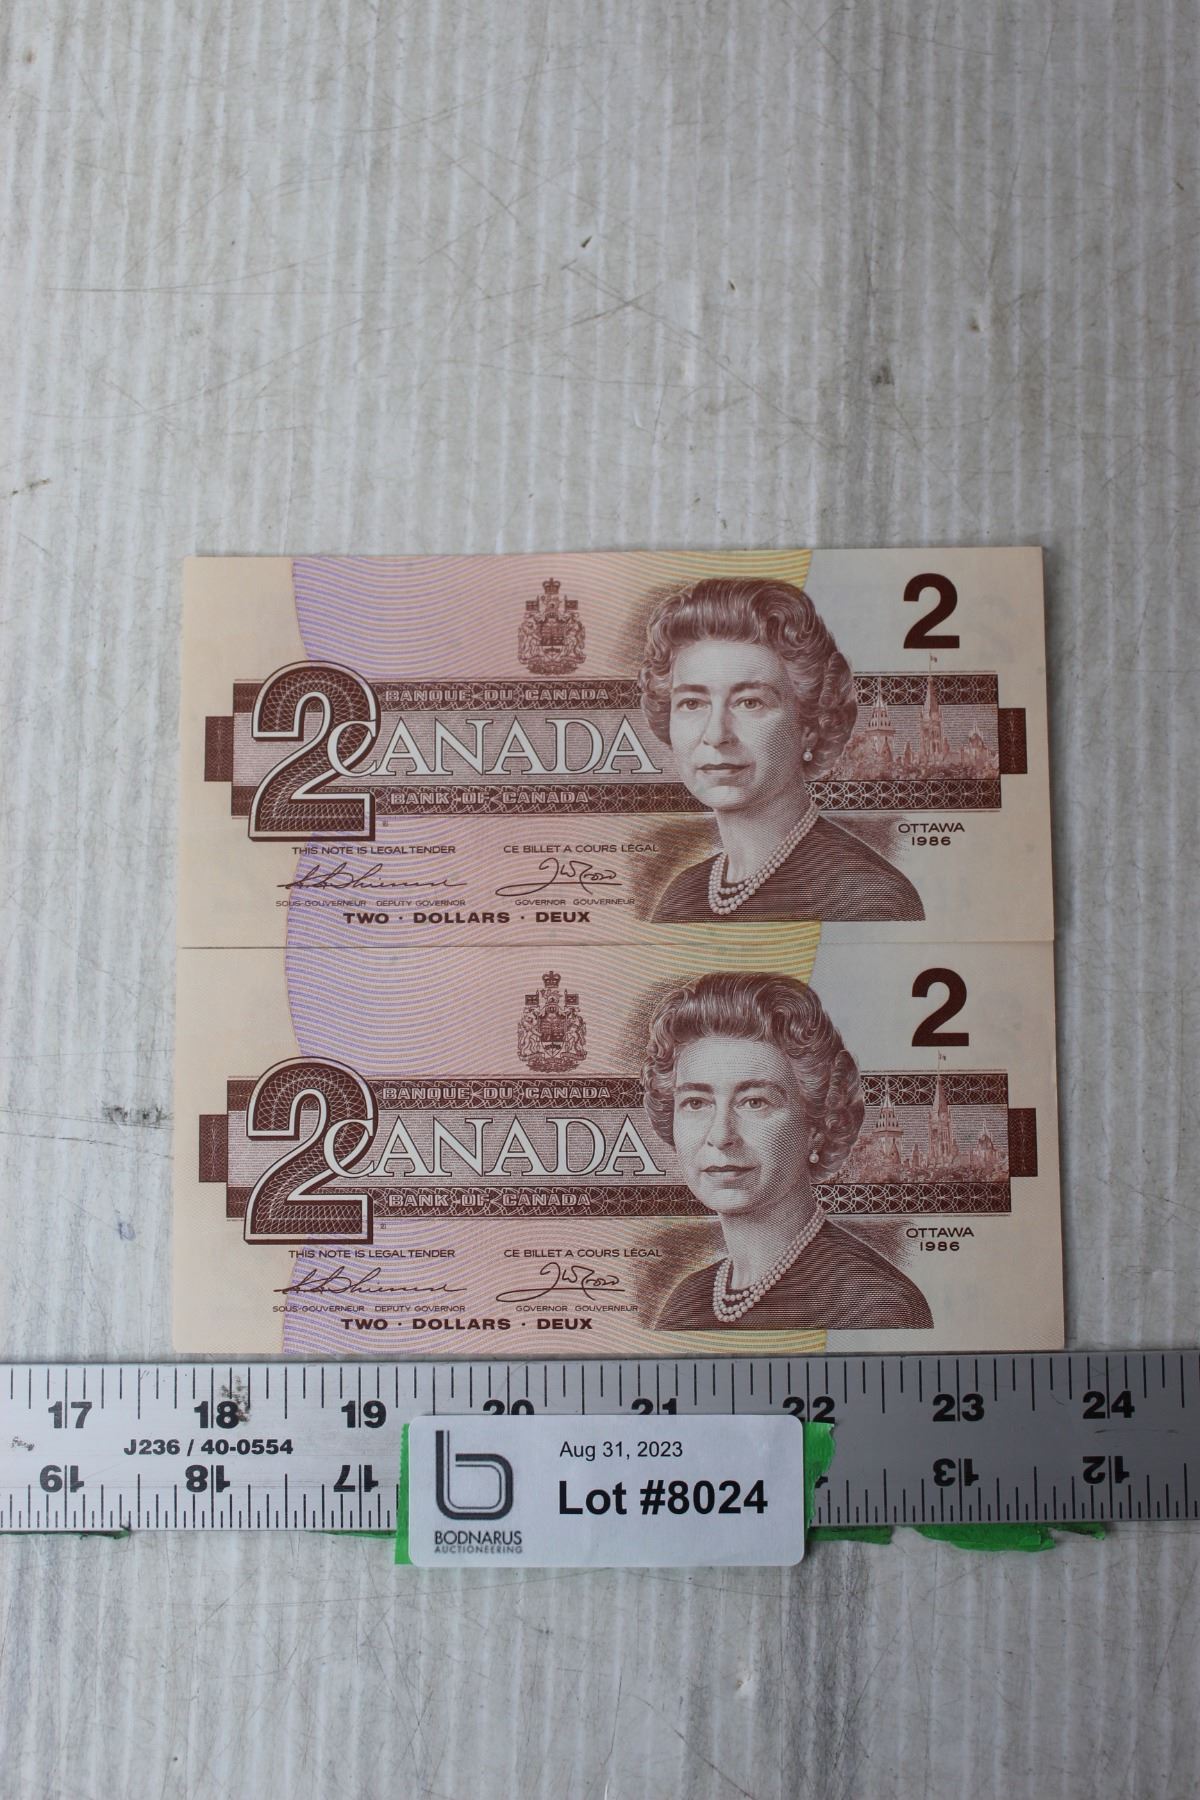 2
2 BANQUE DU CANADA
CANADA
BANK OF CANADA
OTTAWA
1986
THIS NOTE IS LEGAL TENDER CE BILLET A COURS LÉGAL
SOUS-GOUVERNEUR DEPUTY GOVERNOR GOVERNOR GOUVERNEUR
TWO · DOLLARS · DEUX
2
2 BANQUE DU CANADA
CANADA
BANK OF CANADA
OTTAWA
1986
THIS NOTE IS LEGAL TENDER CE BILLET A COURS LÉGAL
SOUS-GOUVERNEUR DEPUTY GOVERNOR GOVERNOR GOUVERNEUR
TWO · DOLLARS · DEUX
17 18 19 20 21 22 23 24
J236 / 40-0554
19 18 17 13 12
Aug 31, 2023
Lot #8024
BODNARUS
AUCTIONEERING